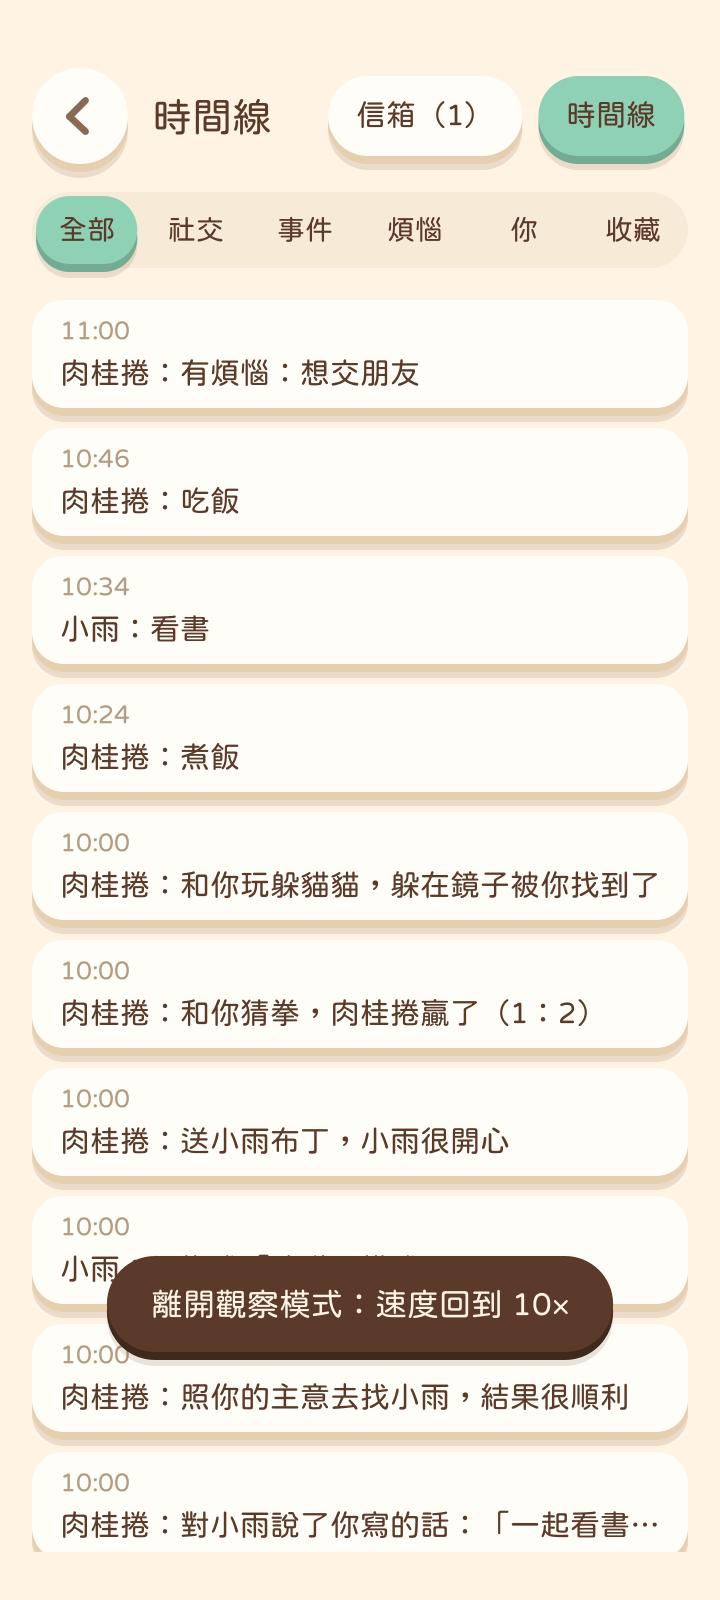 時間線
信箱（1）
時間線
全部
社交
事件
煩惱
你
收藏
11:00
肉桂捲：有煩惱：想交朋友
10:46
肉桂捲：吃飯
10:34
小雨：看書
10:24
肉桂捲：煮飯
10:00
肉桂捲：和你玩躲貓貓，躲在鏡子被你找到了
10:00
肉桂捲：和你猜拳，肉桂捲贏了（1：2）
10:00
肉桂捲：送小雨布丁，小雨很開心
10:00
小雨
離開觀察模式：速度回到 10×
10:00
肉桂捲：照你的主意去找小雨，結果很順利
10:00
肉桂捲：對小雨說了你寫的話：「一起看書…